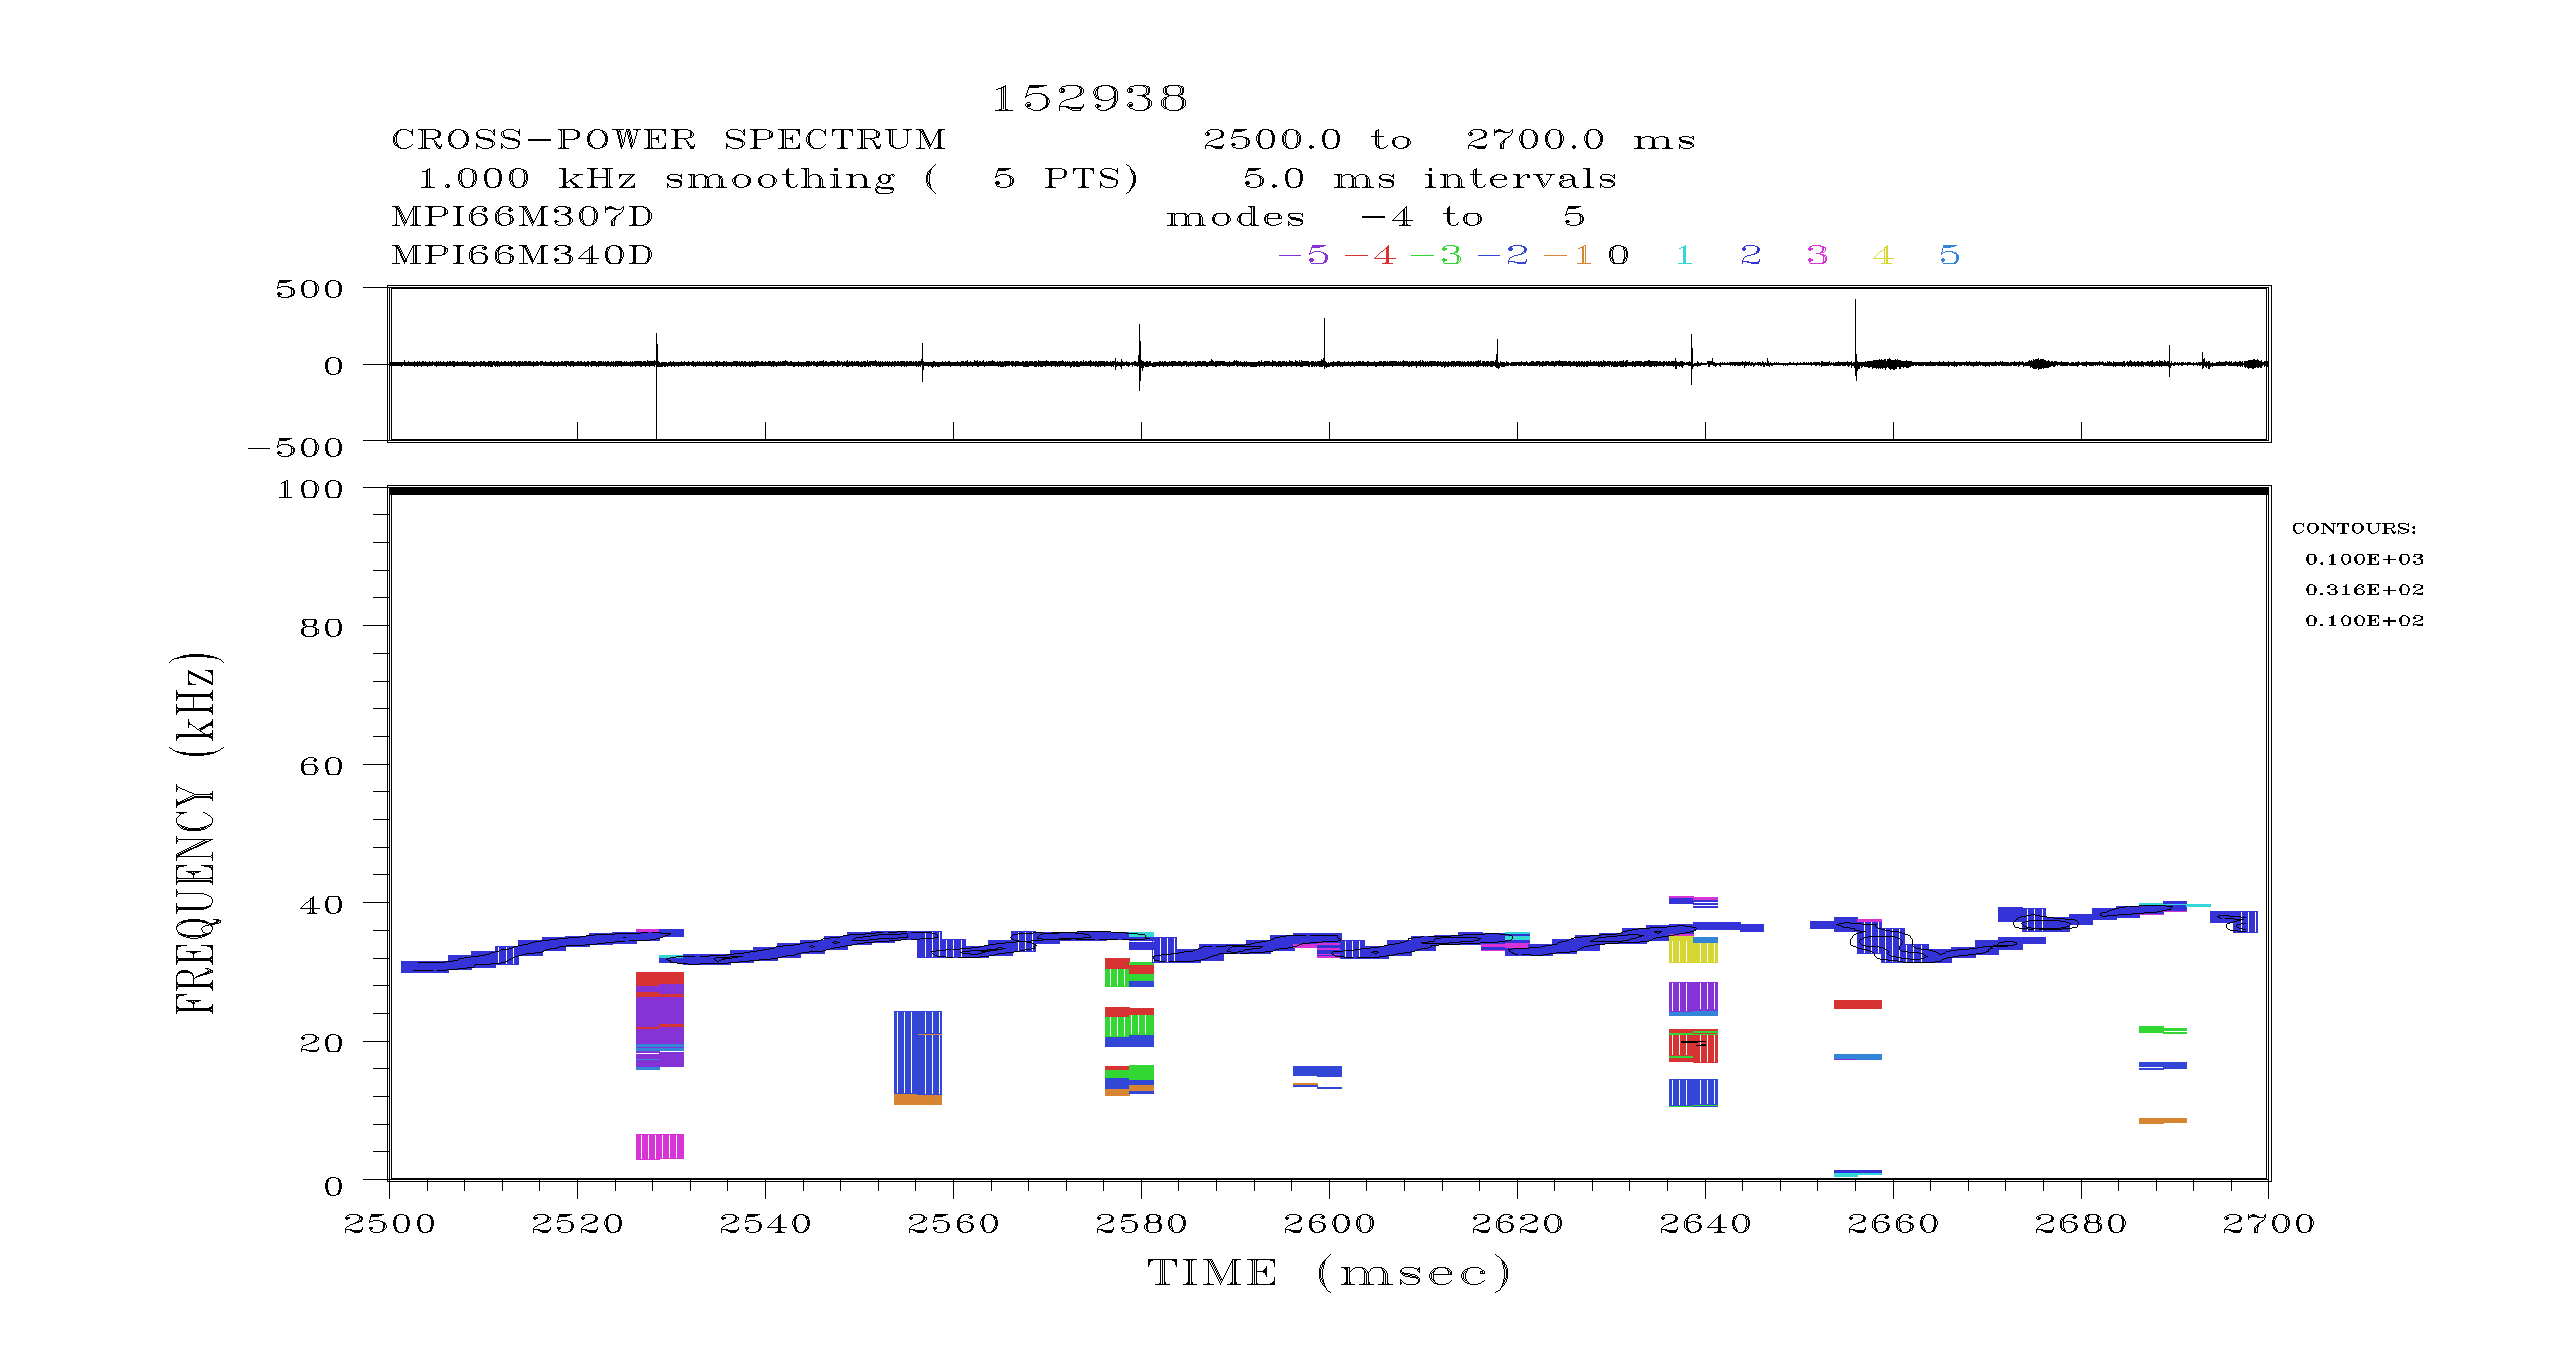 152938
CROSS-POWER SPECTRUM 2500.0 to 2700.0 ms
1.000 kHz smoothing ( 5 PTS) 5.0 ms intervals
MPI66M307D modes -4 to 5
MPI66M340D -5 -4 -3 -2 -1 0 1 2 3 4 5
500
0
-500
100
80
60
40
20
0
FREQUENCY (kHz)
CONTOURS:
0.100E+03
0.316E+02
0.100E+02
2500 2520 2540 2560 2580 2600 2620 2640 2660 2680 2700
TIME (msec)